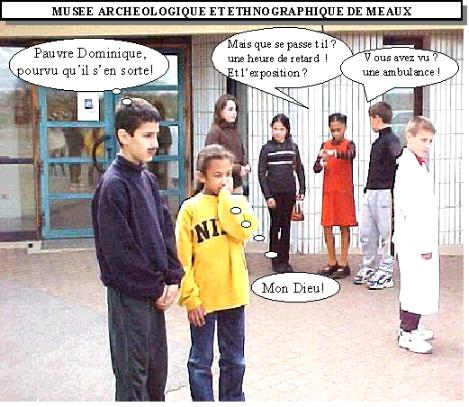 MUSEE ARCHEOLOGIQUE ET ETHNOGRAPHIQUE DE MEAUX
Pauvre Dominique,
pourvu qu'il s'en sorte!
Mais que se passe t il ?
une heure de retard !
Et l'exposition ?
Vous avez vu ?
une ambulance !
NI
Mon Dieu!